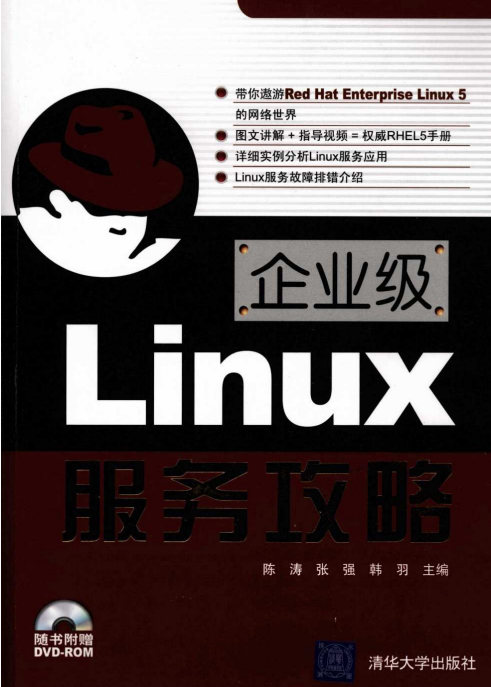 带你遨游Red Hat Enterprise Linux 5
的网络世界
图文讲解 + 指导视频 = 权威RHEL5手册
详细实例分析Linux服务应用
Linux服务故障排错介绍
企业级
Linux
服务攻略
陈 涛 张 强 韩 羽 主编
随书附赠
DVD-ROM
清华大学出版社